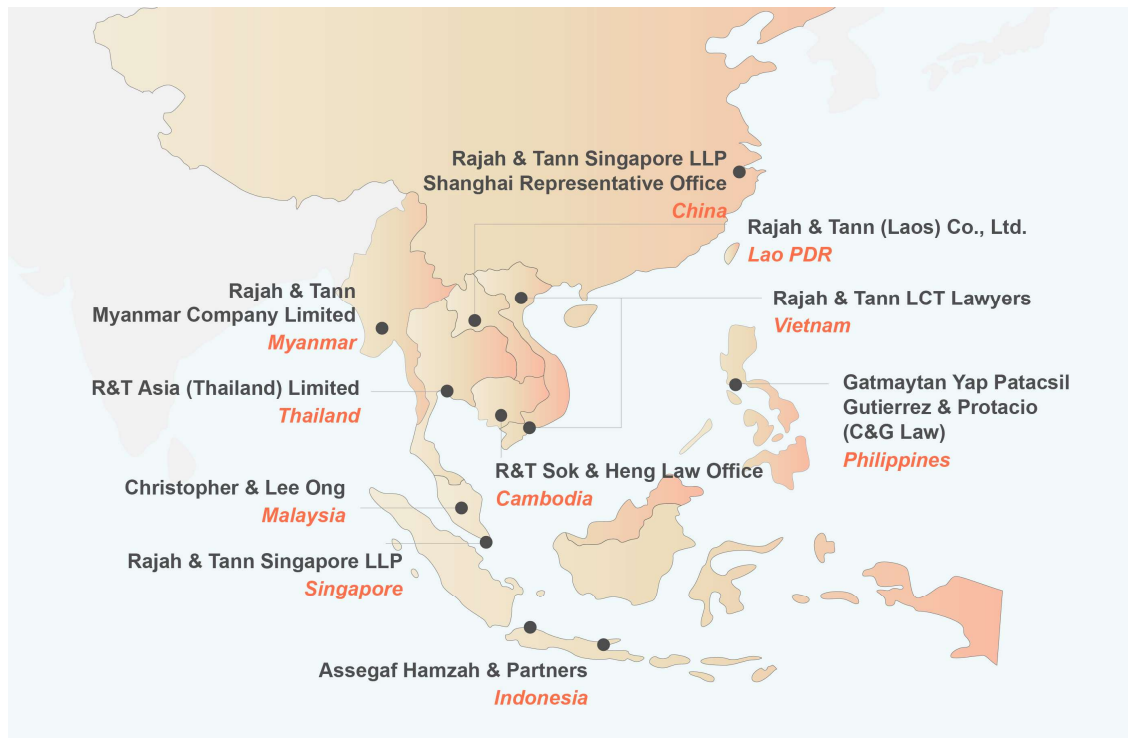 Rajah & Tann Singapore LLP
Shanghai Representative Office
China
Rajah & Tann (Laos) Co., Ltd.
Lao PDR
Rajah & Tann
Myanmar Company Limited
Myanmar
Rajah & Tann LCT Lawyers
Vietnam
R&T Asia (Thailand) Limited
Thailand
Gatmaytan Yap Patacsil
Gutierrez & Protacio
(C&G Law)
Philippines
R&T Sok & Heng Law Office
Cambodia
Christopher & Lee Ong
Malaysia
Rajah & Tann Singapore LLP
Singapore
Assegaf Hamzah & Partners
Indonesia